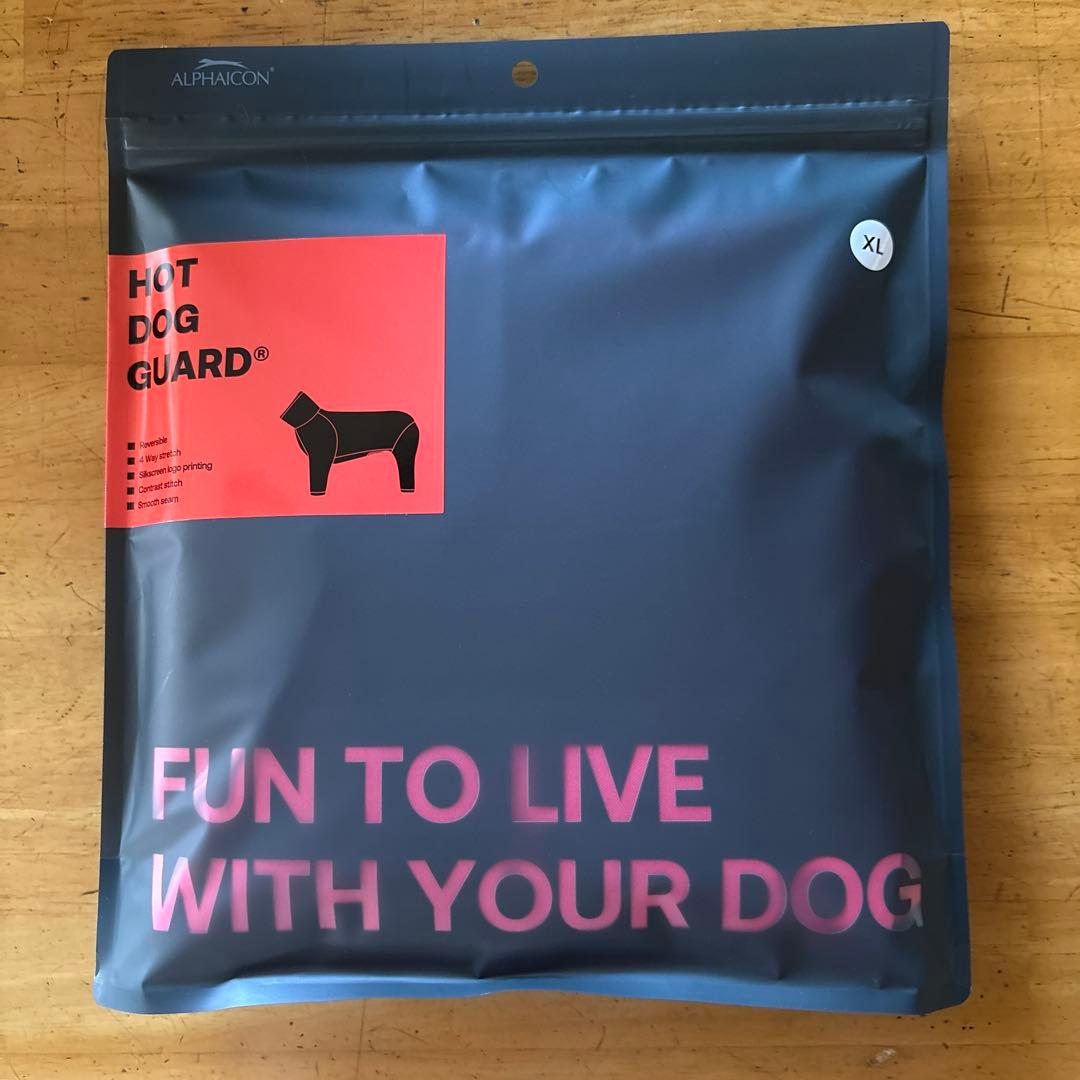 ALPHAICON®
XL
HOT
DOG
GUARD®
Reversible
4 Way stretch
Silkscreen logo printing
Contrast stitch
Smooth seam
FUN TO LIVE
WITH YOUR DOG